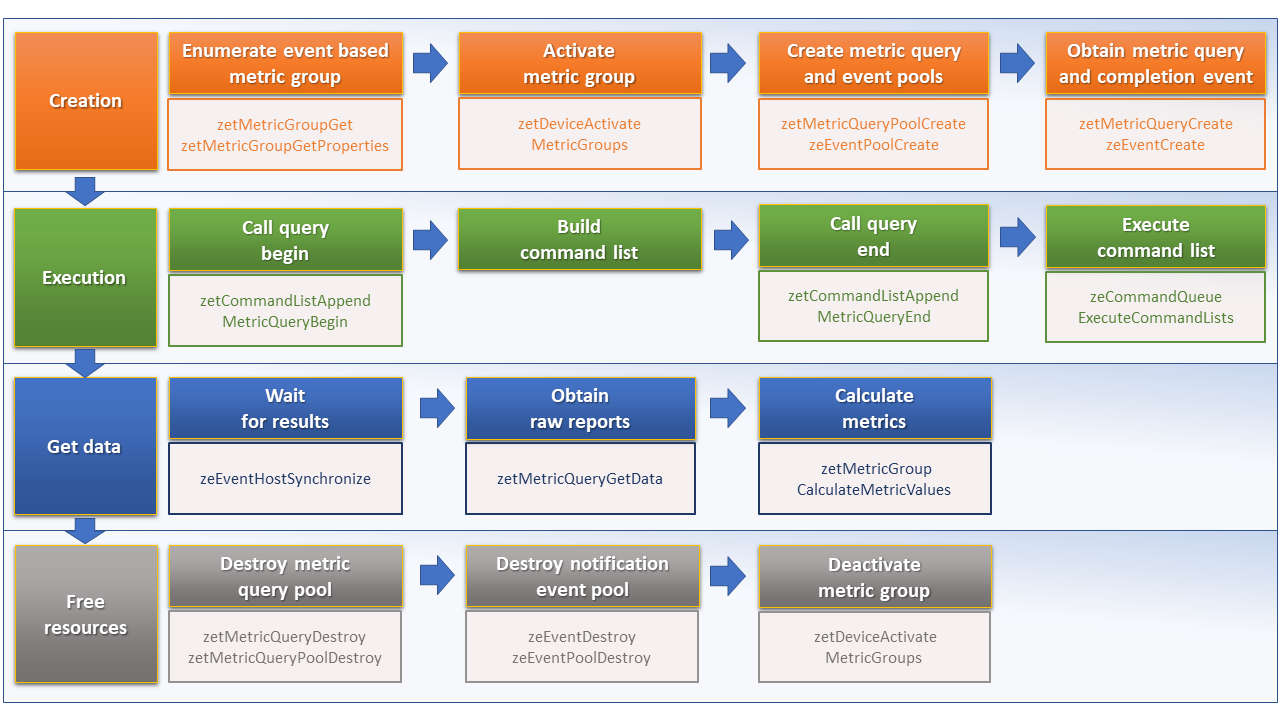 Creation
Enumerate event based
metric group
zetMetricGroupGet
zetMetricGroupGetProperties
Activate
metric group
zetDeviceActivate
MetricGroups
Create metric query
and event pools
zetMetricQueryPoolCreate
zeEventPoolCreate
Obtain metric query
and completion event
zetMetricQueryCreate
zeEventCreate
Execution
Call query
begin
zetCommandListAppend
MetricQueryBegin
Build
command list
Call query
end
zetCommandListAppend
MetricQueryEnd
Execute
command list
zeCommandQueue
ExecuteCommandLists
Get data
Wait
for results
zeEventHostSynchronize
Obtain
raw reports
zetMetricQueryGetData
Calculate
metrics
zetMetricGroup
CalculateMetricValues
Free
resources
Destroy metric
query pool
zetMetricQueryDestroy
zetMetricQueryPoolDestroy
Destroy notification
event pool
zeEventDestroy
zeEventPoolDestroy
Deactivate
metric group
zetDeviceActivate
MetricGroups